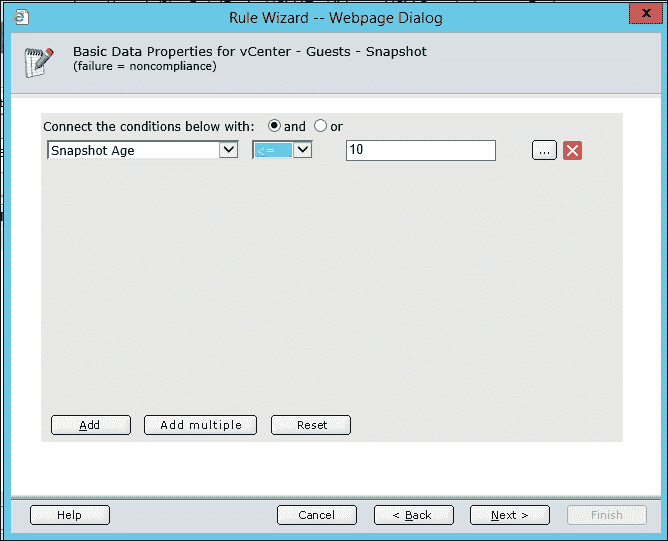 Rule Wizard -- Webpage Dialog
x
Basic Data Properties for vCenter - Guests - Snapshot
(failure = noncompliance)
Connect the conditions below with: and or
Snapshot Age <= 10 ...
Add Add multiple Reset
Help Cancel < Back Next > Finish